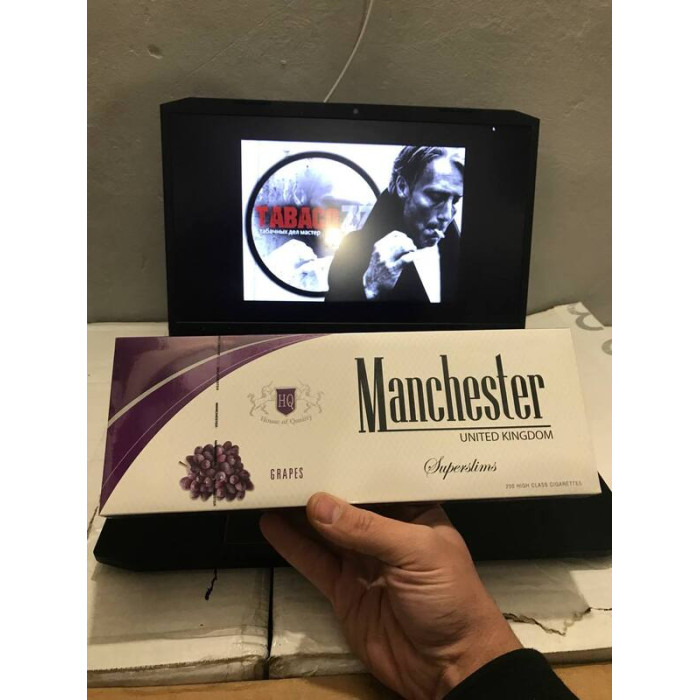 TABACO
табачных дел мастер
HQ
House of Quality
GRAPES
Manchester
UNITED KINGDOM
Superslims
200 HIGH CLASS CIGARETTES